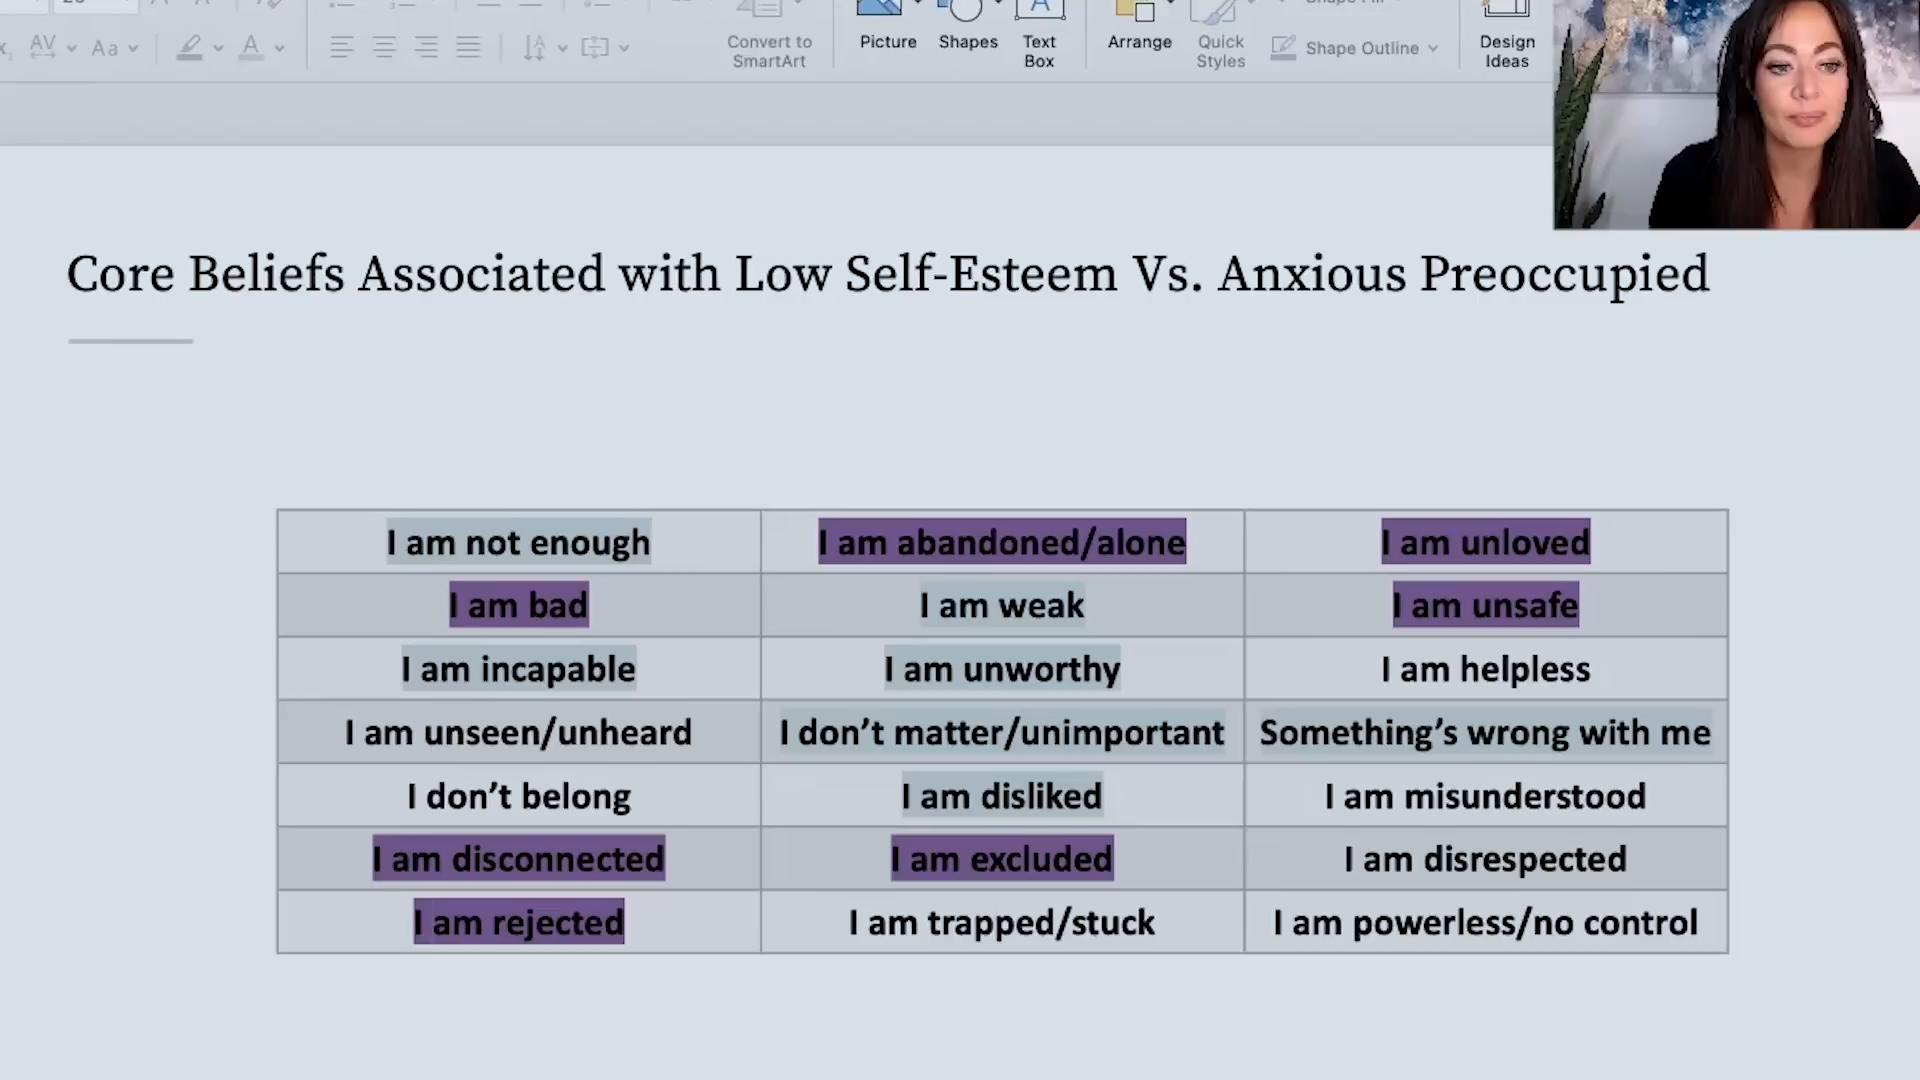 AV Aa
Convert to
SmartArt
Picture
Shapes
Text
Box
Arrange
Quick
Styles
Shape Outline
Design
Ideas
Core Beliefs Associated with Low Self-Esteem Vs. Anxious Preoccupied
I am not enough I am abandoned/alone I am unloved
I am bad I am weak I am unsafe
I am incapable I am unworthy I am helpless
I am unseen/unheard I don’t matter/unimportant Something’s wrong with me
I don’t belong I am disliked I am misunderstood
I am disconnected I am excluded I am disrespected
I am rejected I am trapped/stuck I am powerless/no control